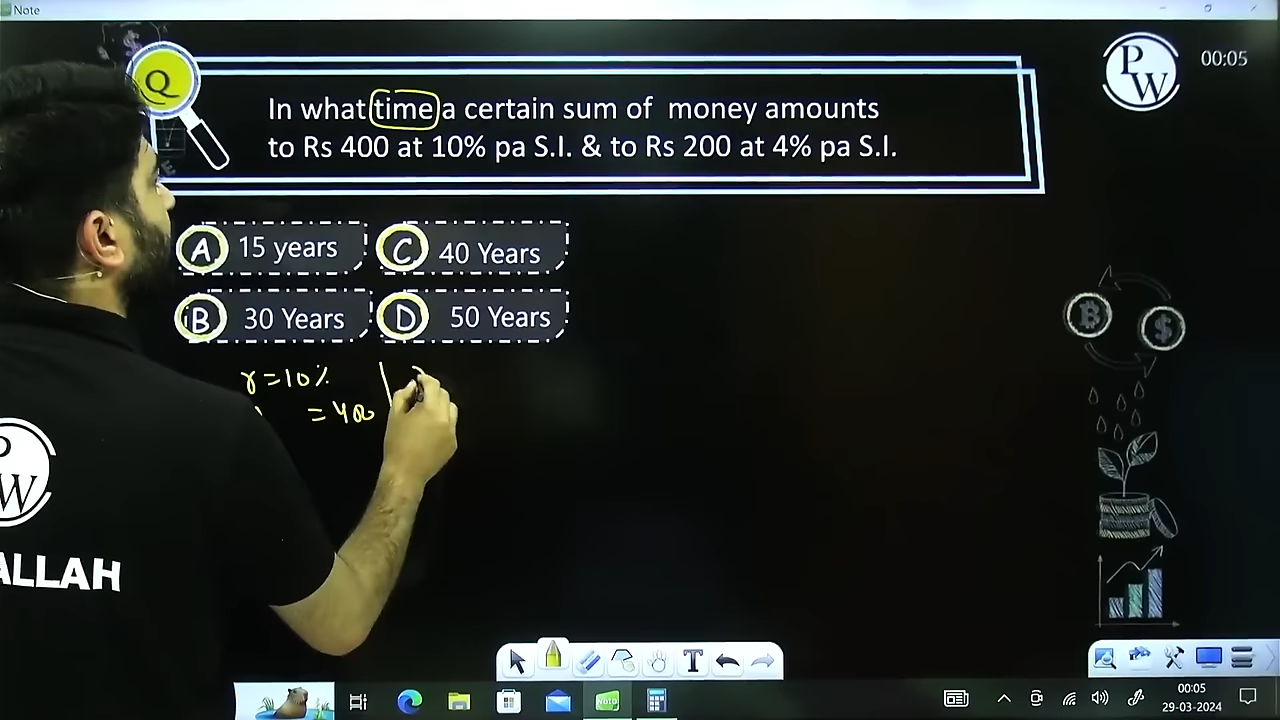 Note
Q
In what time a certain sum of money amounts
to Rs 400 at 10% pa S.I. & to Rs 200 at 4% pa S.I.
PW
00:05
A 15 years
C 40 Years
B 30 Years
D 50 Years
r = 10%
= 400
P
W
ALLAH
T
Note
00:05
29-03-2024